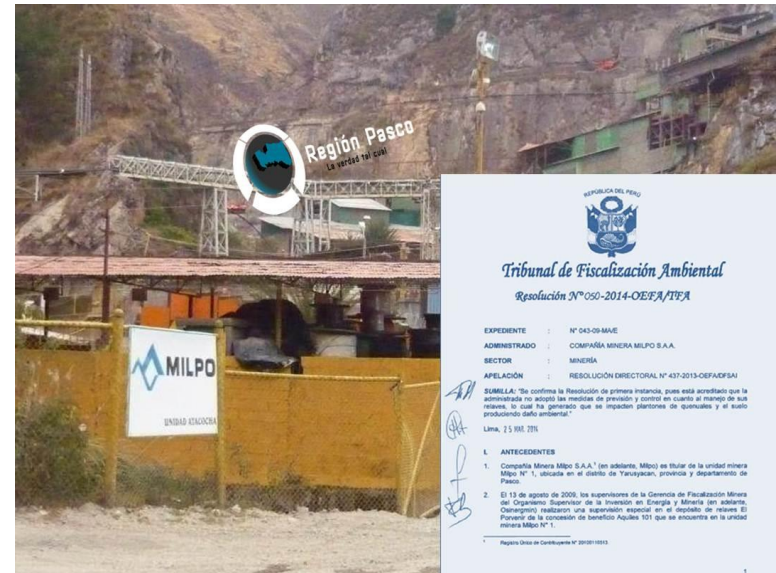 Región Pasco
La verdad tal cual
MILPO
UNIDAD ATACOCHA
REPÚBLICA DEL PERÚ
Tribunal de Fiscalización Ambiental
Resolución N° 050-2014-OEFA/TFA
EXPEDIENTE : N° 043-09-MA/E
ADMINISTRADO : COMPAÑÍA MINERA MILPO S.A.A.
SECTOR : MINERÍA
APELACIÓN : RESOLUCIÓN DIRECTORAL N° 437-2013-OEFA/DFSAI
SUMILLA: "Se confirma la Resolución de primera instancia, pues está acreditado que la
administrada no adoptó las medidas de previsión y control en cuanto al manejo de sus
relaves, lo cual ha generado que se impacten plantones de quenuales y el suelo
produciendo daño ambiental."
Lima, 25 MAR. 2014
I. ANTECEDENTES
1. Compañía Minera Milpo S.A.A.¹ (en adelante, Milpo) es titular de la unidad minera
Milpo N° 1, ubicada en el distrito de Yarusyacan, provincia y departamento de
Pasco.
2. El 13 de agosto de 2009, los supervisores de la Gerencia de Fiscalización Minera
del Organismo Supervisor de la Inversión en Energía y Minería (en adelante,
Osinergmin) realizaron una supervisión especial en el depósito de relaves El
Porvenir de la concesión de beneficio Aquiles 101 que se encuentra en la unidad
minera Milpo N° 1.
¹ Registro Único de Contribuyente N° 20100110513
1